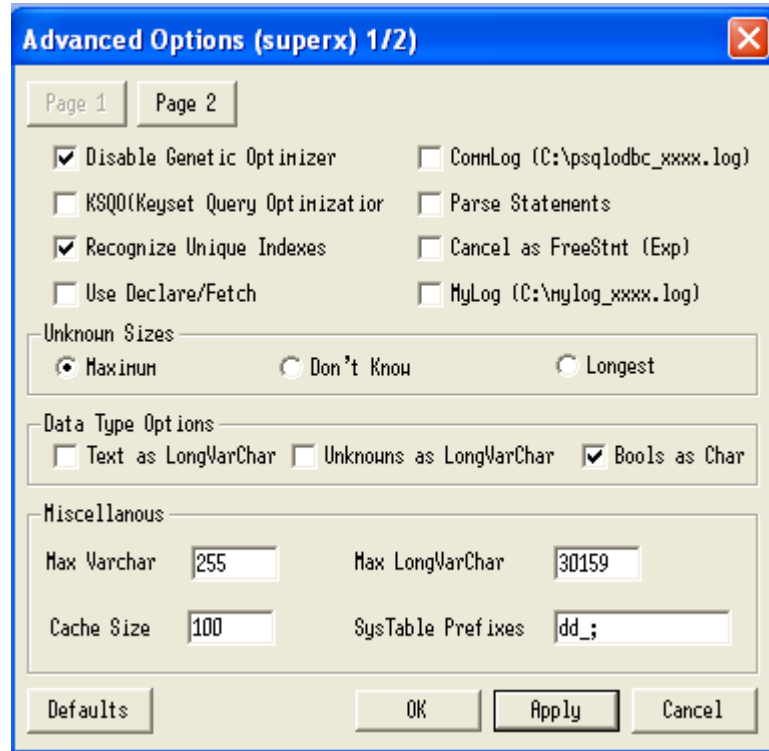 Advanced Options (superx) 1/2)
Page 1 Page 2
Disable Genetic Optimizer CommLog (C:\psqlodbc_xxxx.log)
KSQO(Keyset Query Optimization Parse Statements
Recognize Unique Indexes Cancel as FreeStmt (Exp)
Use Declare/Fetch MyLog (C:\mylog_xxxx.log)
Unknown Sizes
Maximum Don't Know Longest
Data Type Options
Text as LongVarChar Unknowns as LongVarChar Bools as Char
Miscellanous
Max Varchar 255 Max LongVarChar 30159
Cache Size 100 SysTable Prefixes dd_;
Defaults OK Apply Cancel